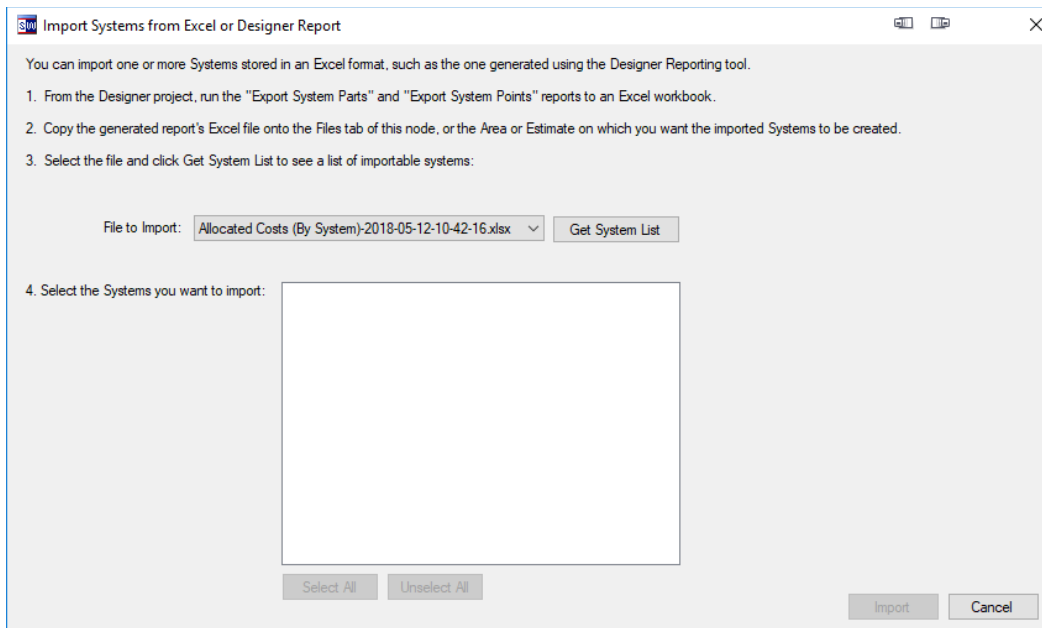 SW Import Systems from Excel or Designer Report
You can import one or more Systems stored in an Excel format, such as the one generated using the Designer Reporting tool.
1. From the Designer project, run the "Export System Parts" and "Export System Points" reports to an Excel workbook.
2. Copy the generated report's Excel file onto the Files tab of this node, or the Area or Estimate on which you want the imported Systems to be created.
3. Select the file and click Get System List to see a list of importable systems:
File to Import: Allocated Costs (By System)-2018-05-12-10-42-16.xlsx Get System List
4. Select the Systems you want to import:
Select All Unselect All
Import Cancel